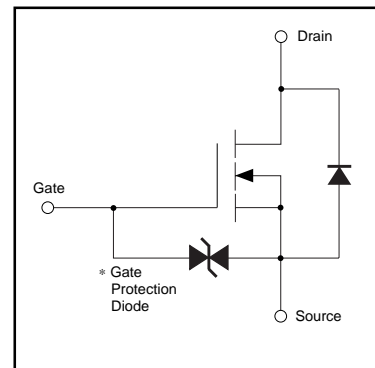 Drain
Gate
* Gate
Protection
Diode
Source